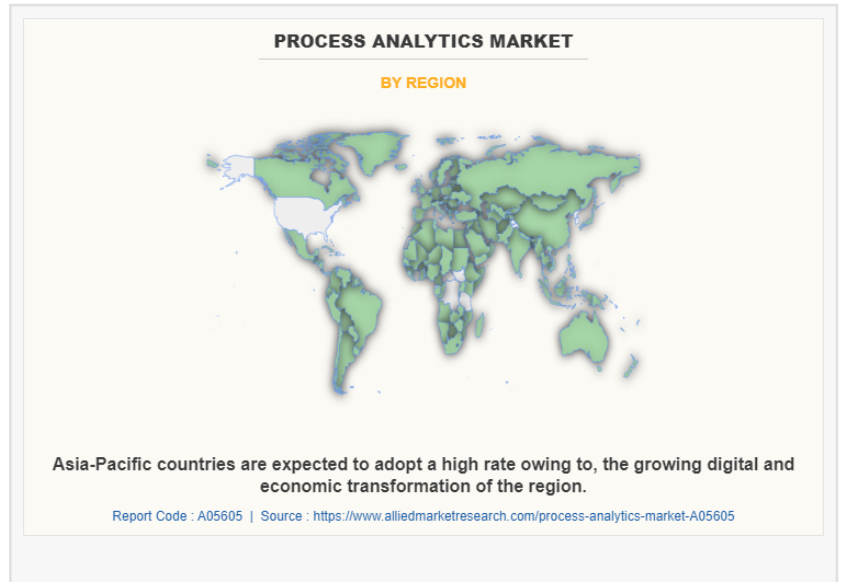 PROCESS ANALYTICS MARKET
BY REGION
Asia-Pacific countries are expected to adopt a high rate owing to, the growing digital and
economic transformation of the region.
Report Code : A05605 | Source : https://www.alliedmarketresearch.com/process-analytics-market-A05605